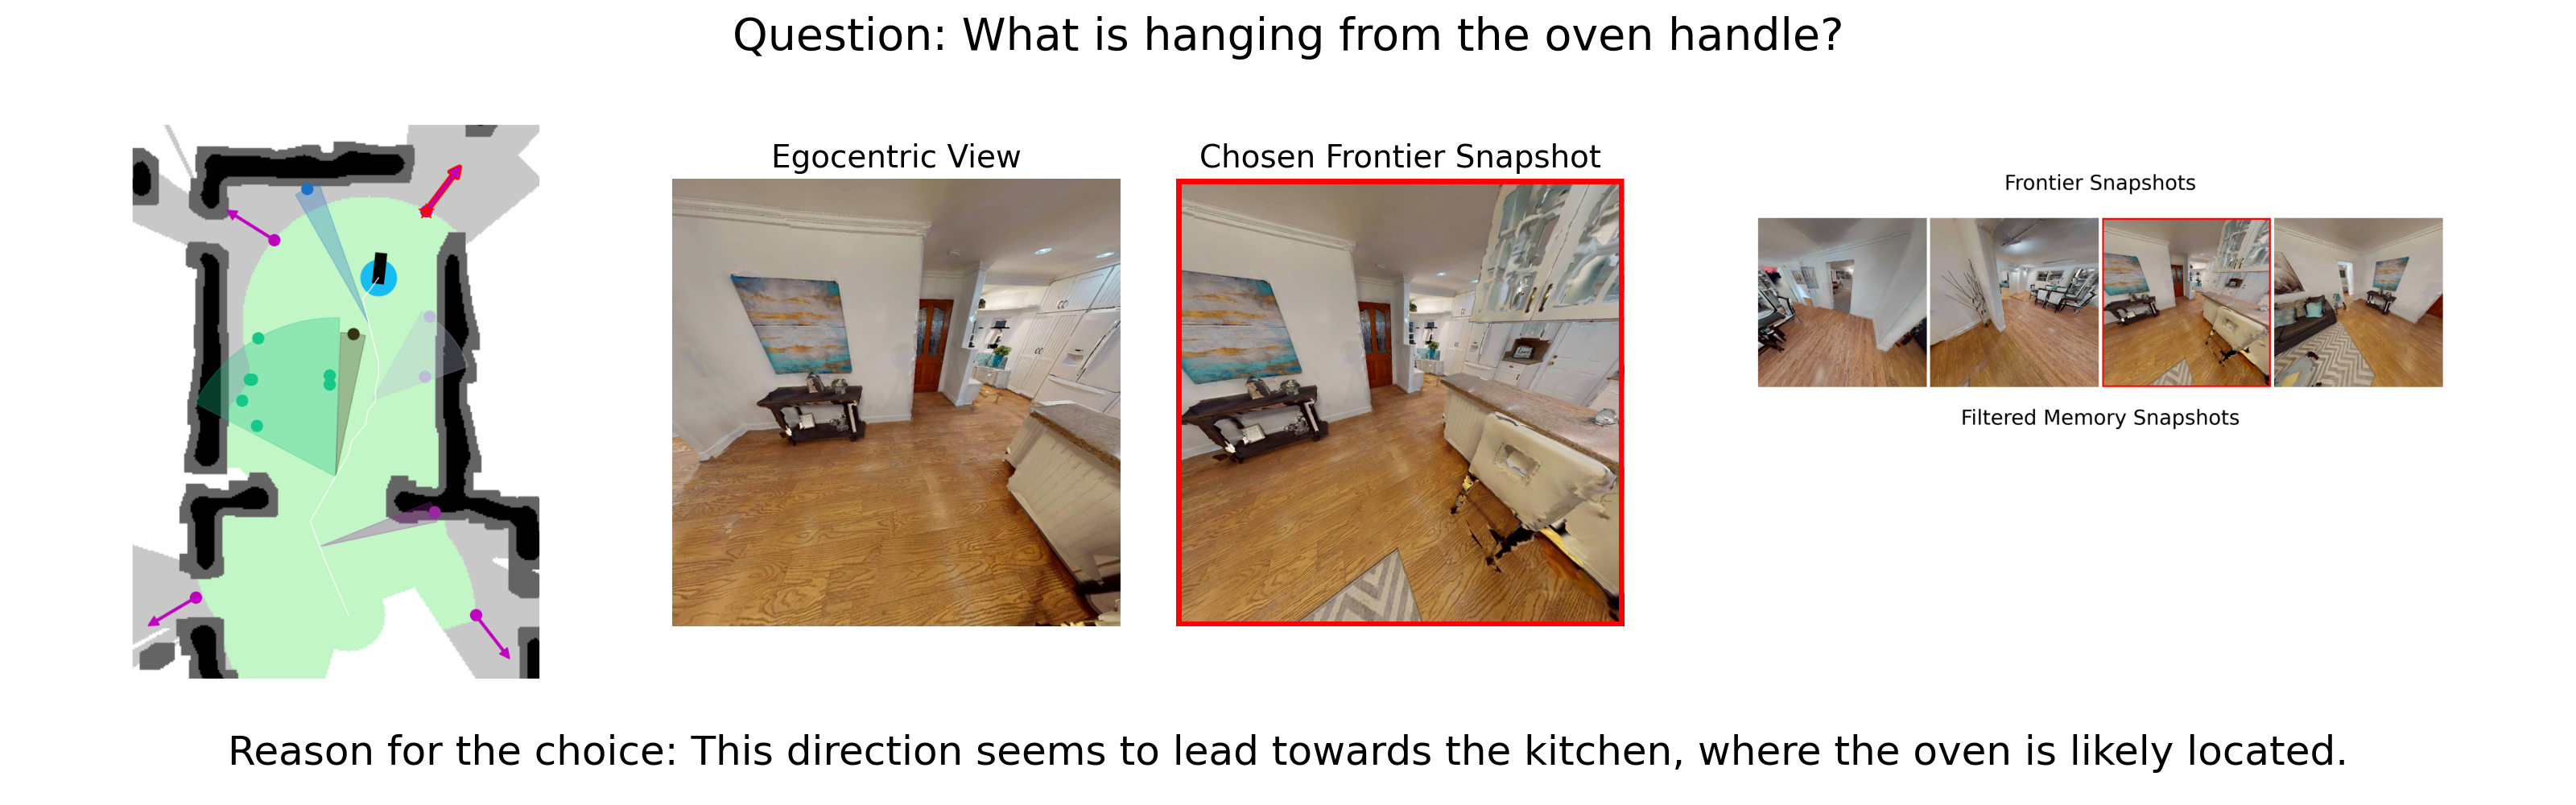 Question: What is hanging from the oven handle?
Egocentric View
Chosen Frontier Snapshot
Frontier Snapshots
Filtered Memory Snapshots
Reason for the choice: This direction seems to lead towards the kitchen, where the oven is likely located.